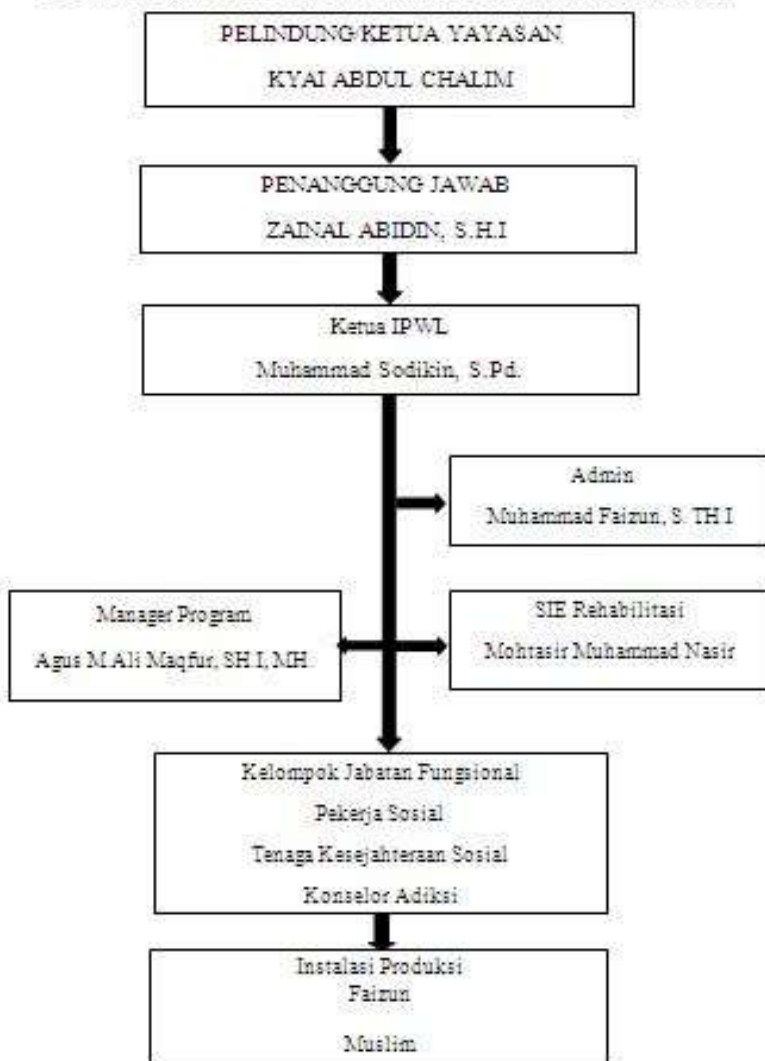 PELINDUNG/KETUA YAYASAN
KYAI ABDUL CHALIM
PENANGGUNG JAWAB
ZAINAL ABIDIN, S.H.I
Ketua IPWL
Muhammad Sodikin, S.Pd.
Admin
Muhammad Faizun, S. TH I
Manager Program
Agus M.Ali Maqfur, SH.I, MH.
SIE Rehabilitasi
Mohtasir Muhammad Nasir
Kelompok Jabatan Fungsional
Pekerja Sosial
Tenaga Kesejahteraan Sosial
Konselor Adiksi
Instalasi Produksi
Faizun
Muslim